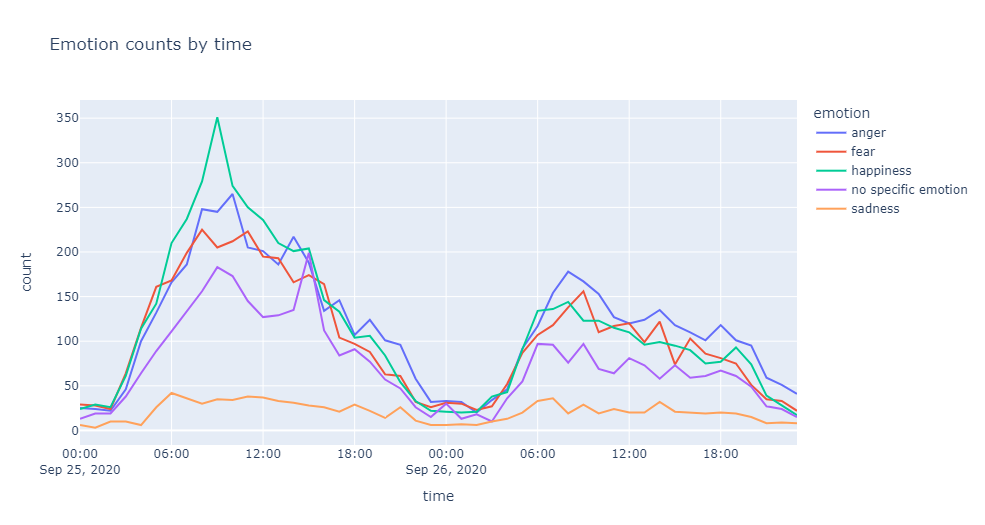 Emotion counts by time
emotion
anger
fear
happiness
no specific emotion
sadness
count
350
300
250
200
150
100
50
0
00:00 06:00 12:00 18:00 00:00 06:00 12:00 18:00
Sep 25, 2020 Sep 26, 2020
time